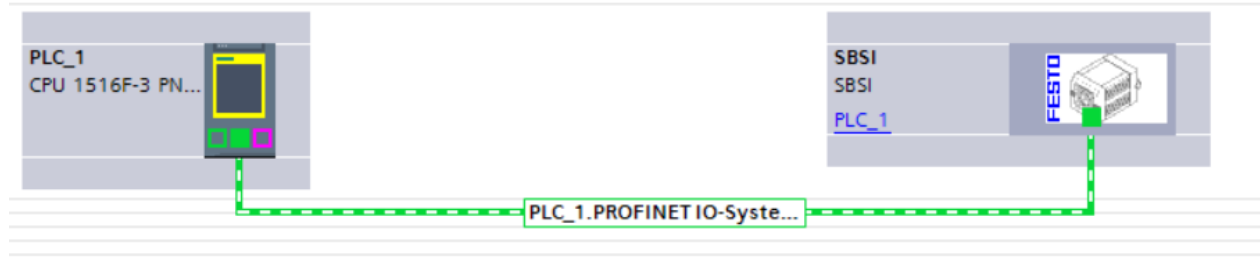 PLC_1
CPU 1516F-3 PN...
SBSI
SBSI
PLC_1
FESTO
PLC_1.PROFINET IO-Syste...